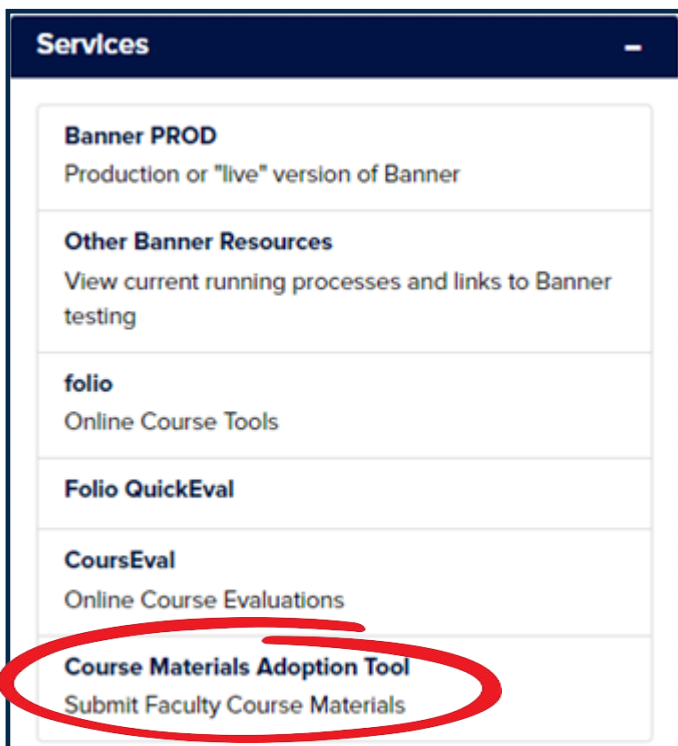 Services
Banner PROD
Production or "live" version of Banner
Other Banner Resources
View current running processes and links to Banner
testing
folio
Online Course Tools
Folio QuickEval
CoursEval
Online Course Evaluations
Course Materials Adoption Tool
Submit Faculty Course Materials